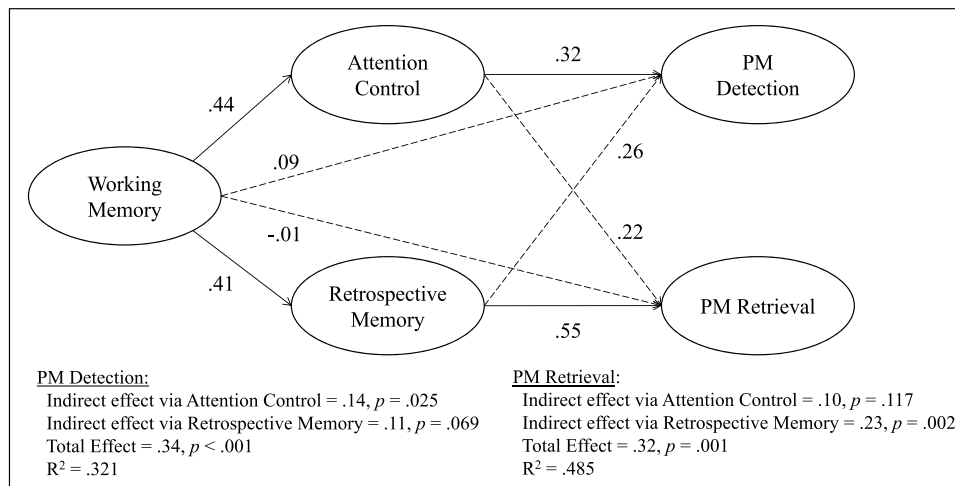 Attention
Control
.32
PM
Detection
.44
.09
.26
Working
Memory
-.01
.22
.41
Retrospective
Memory
.55
PM Retrieval
PM Detection:
Indirect effect via Attention Control = .14, p = .025
Indirect effect via Retrospective Memory = .11, p = .069
Total Effect = .34, p < .001
R² = .321
PM Retrieval:
Indirect effect via Attention Control = .10, p = .117
Indirect effect via Retrospective Memory = .23, p = .002
Total Effect = .32, p = .001
R² = .485